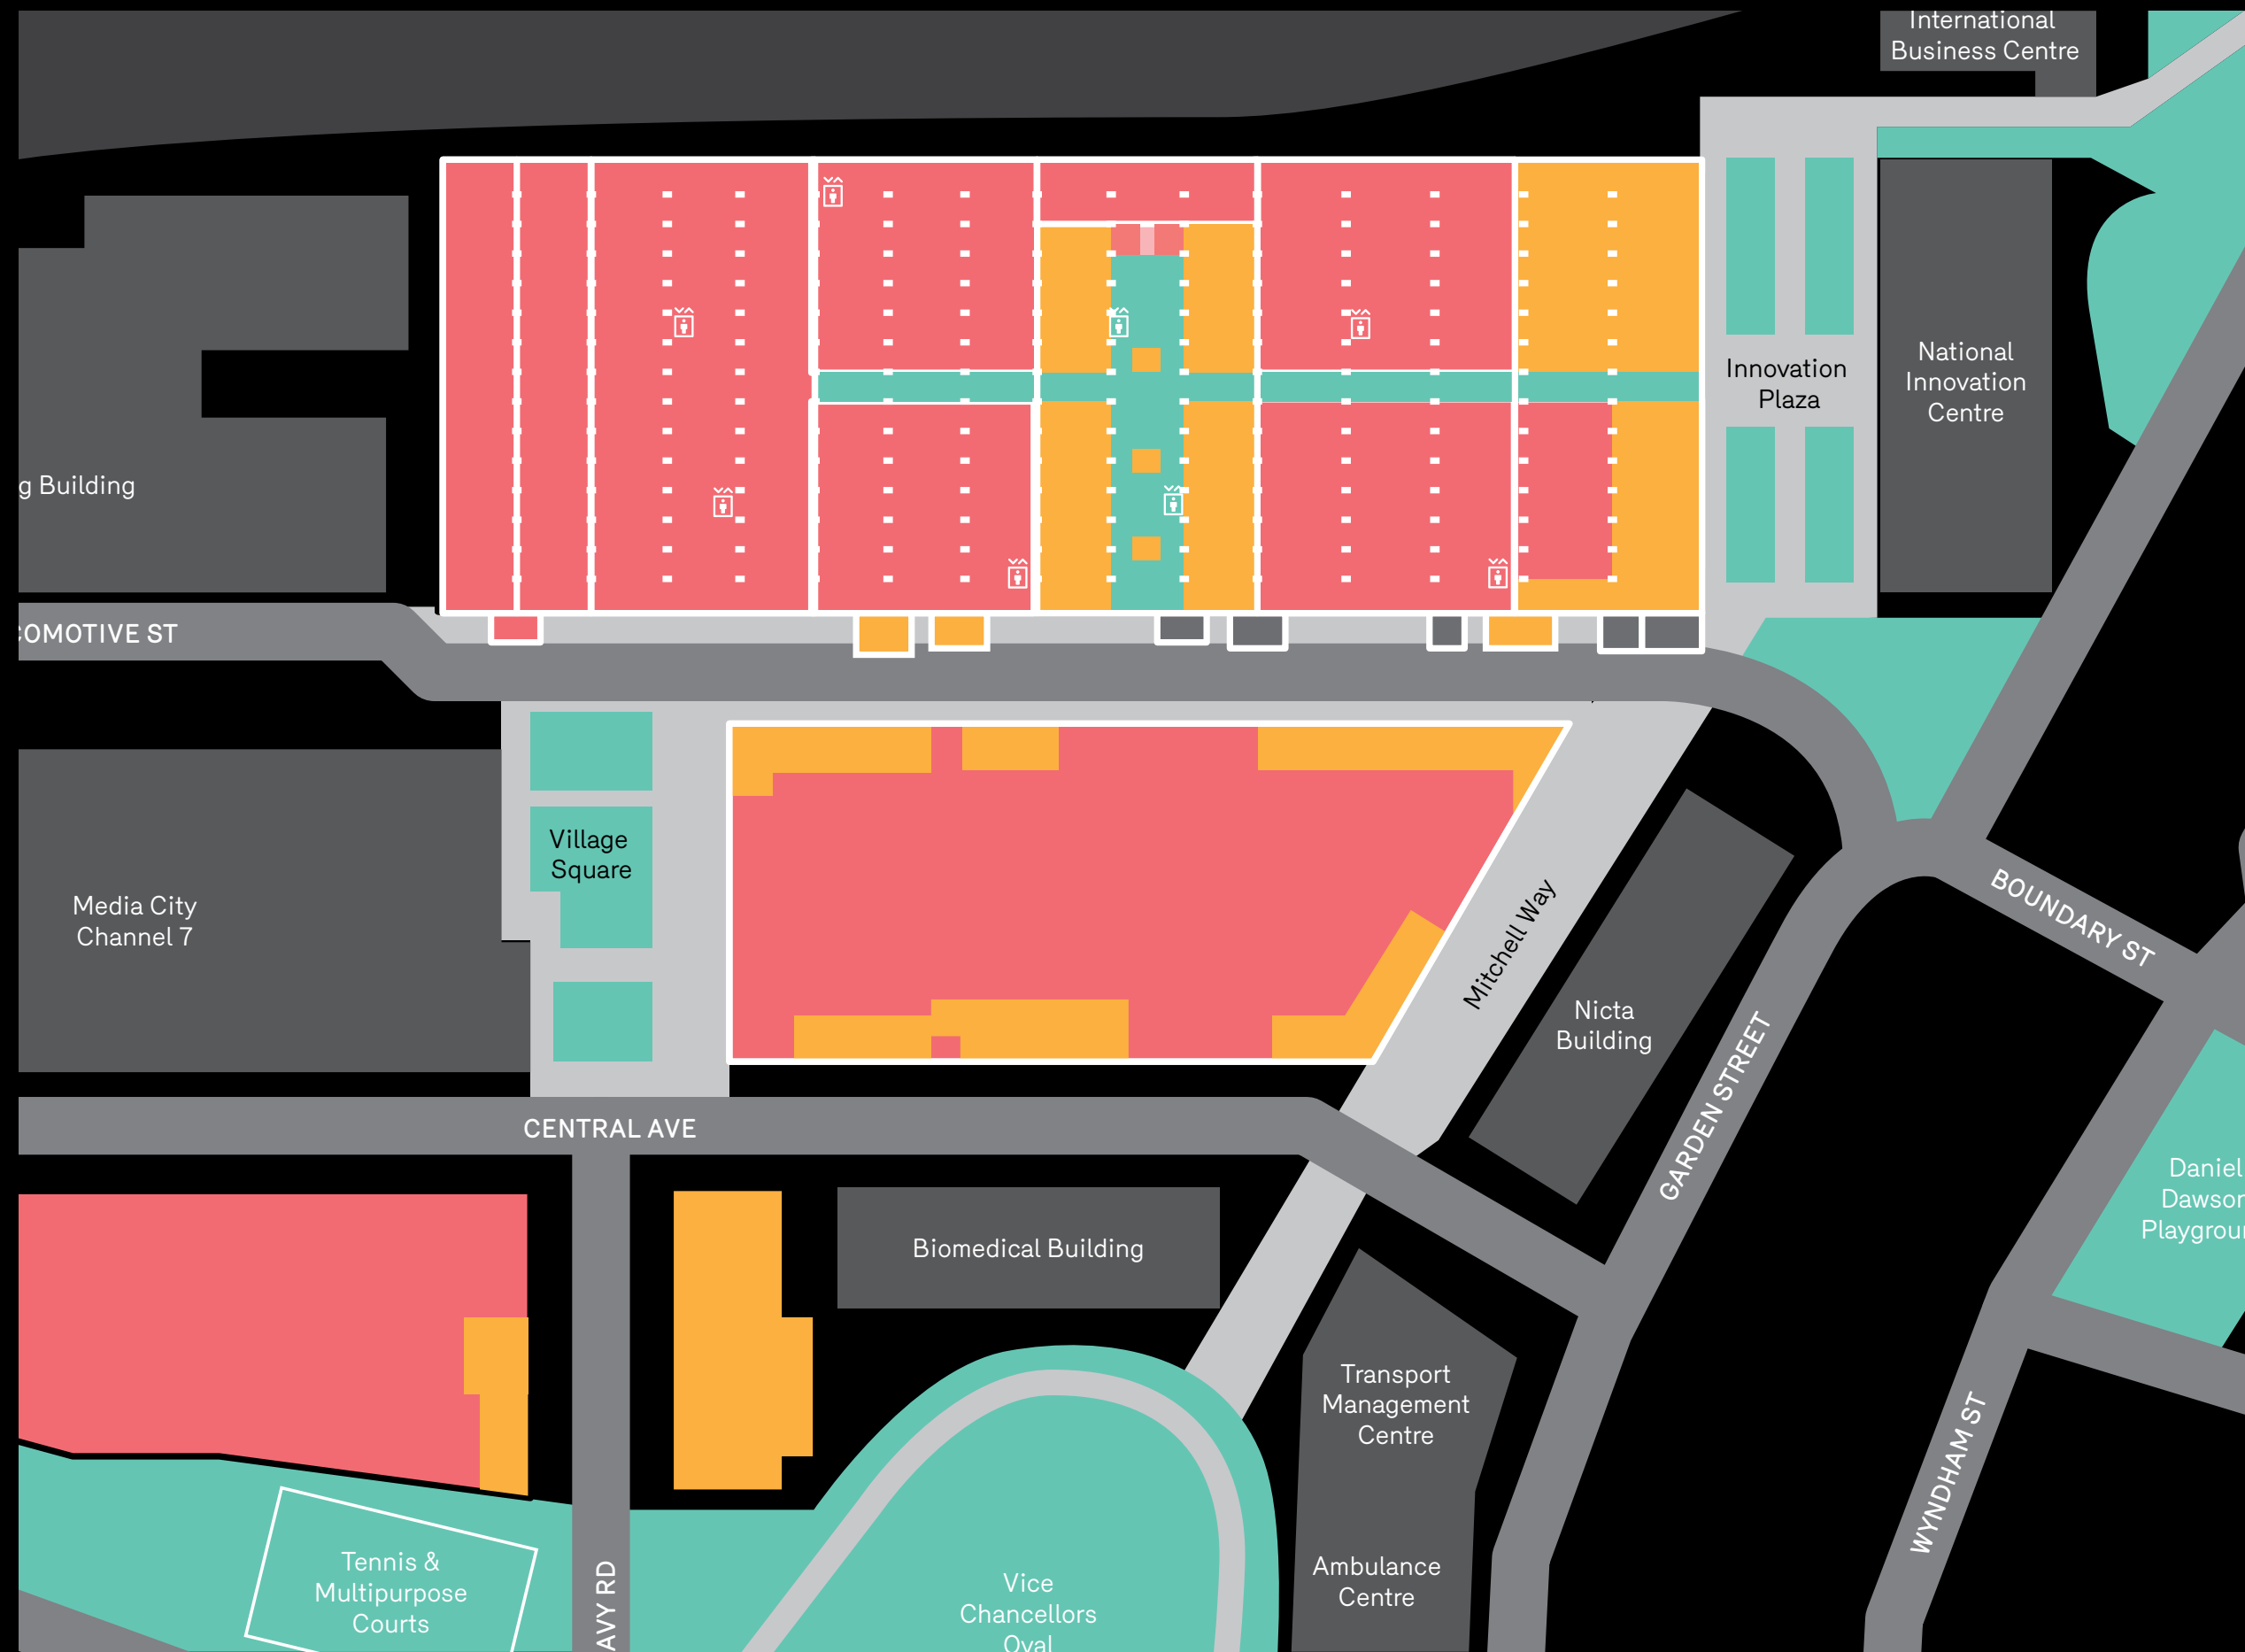 International
Business Centre
National
Innovation
Centre
Innovation
Plaza
g Building
COMOTIVE ST
Village
Square
Media City
Channel 7
Mitchell Way
BOUNDARY ST
Nicta
Building
GARDEN STREET
CENTRAL AVE
Daniel
Dawson
Playgroun
Biomedical Building
Transport
Management
Centre
WYNDHAM ST
Ambulance
Centre
Tennis &
Multipurpose
Courts
AVY RD
Vice
Chancellors
Oval